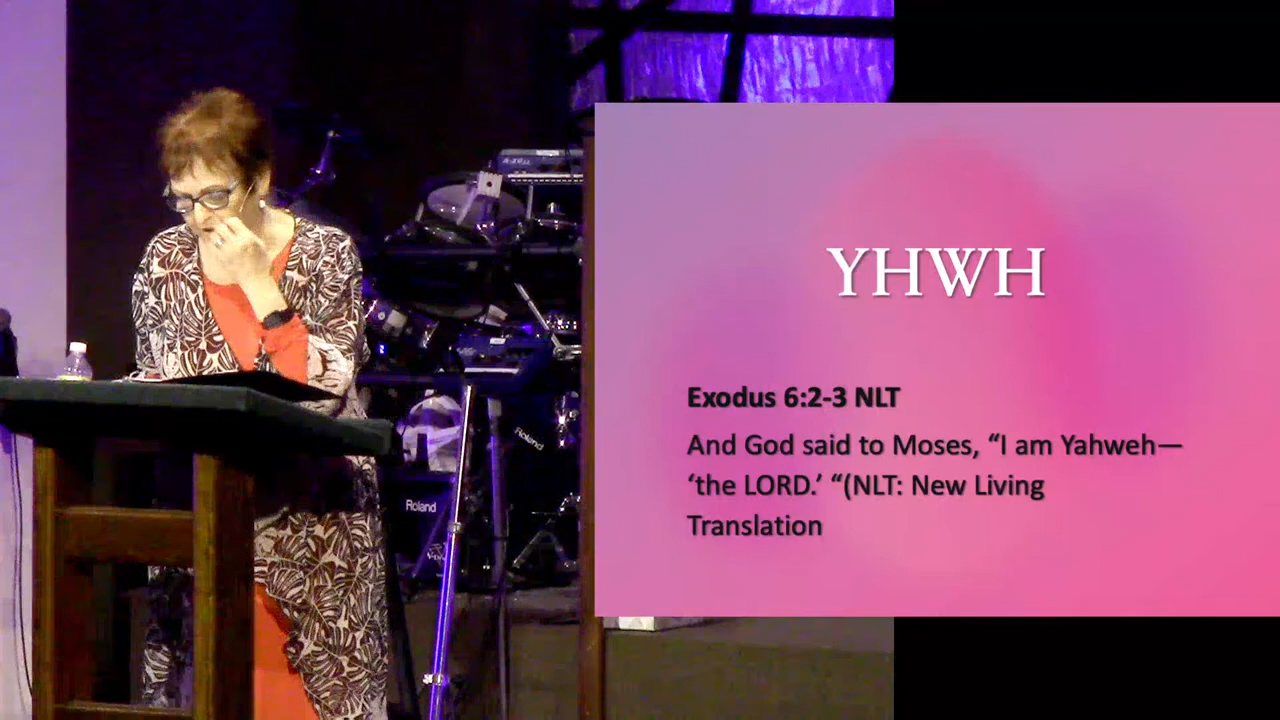 YHWH
Exodus 6:2-3 NLT
And God said to Moses, “I am Yahweh—
‘the LORD.’ “(NLT: New Living
Translation
Roland
Roland